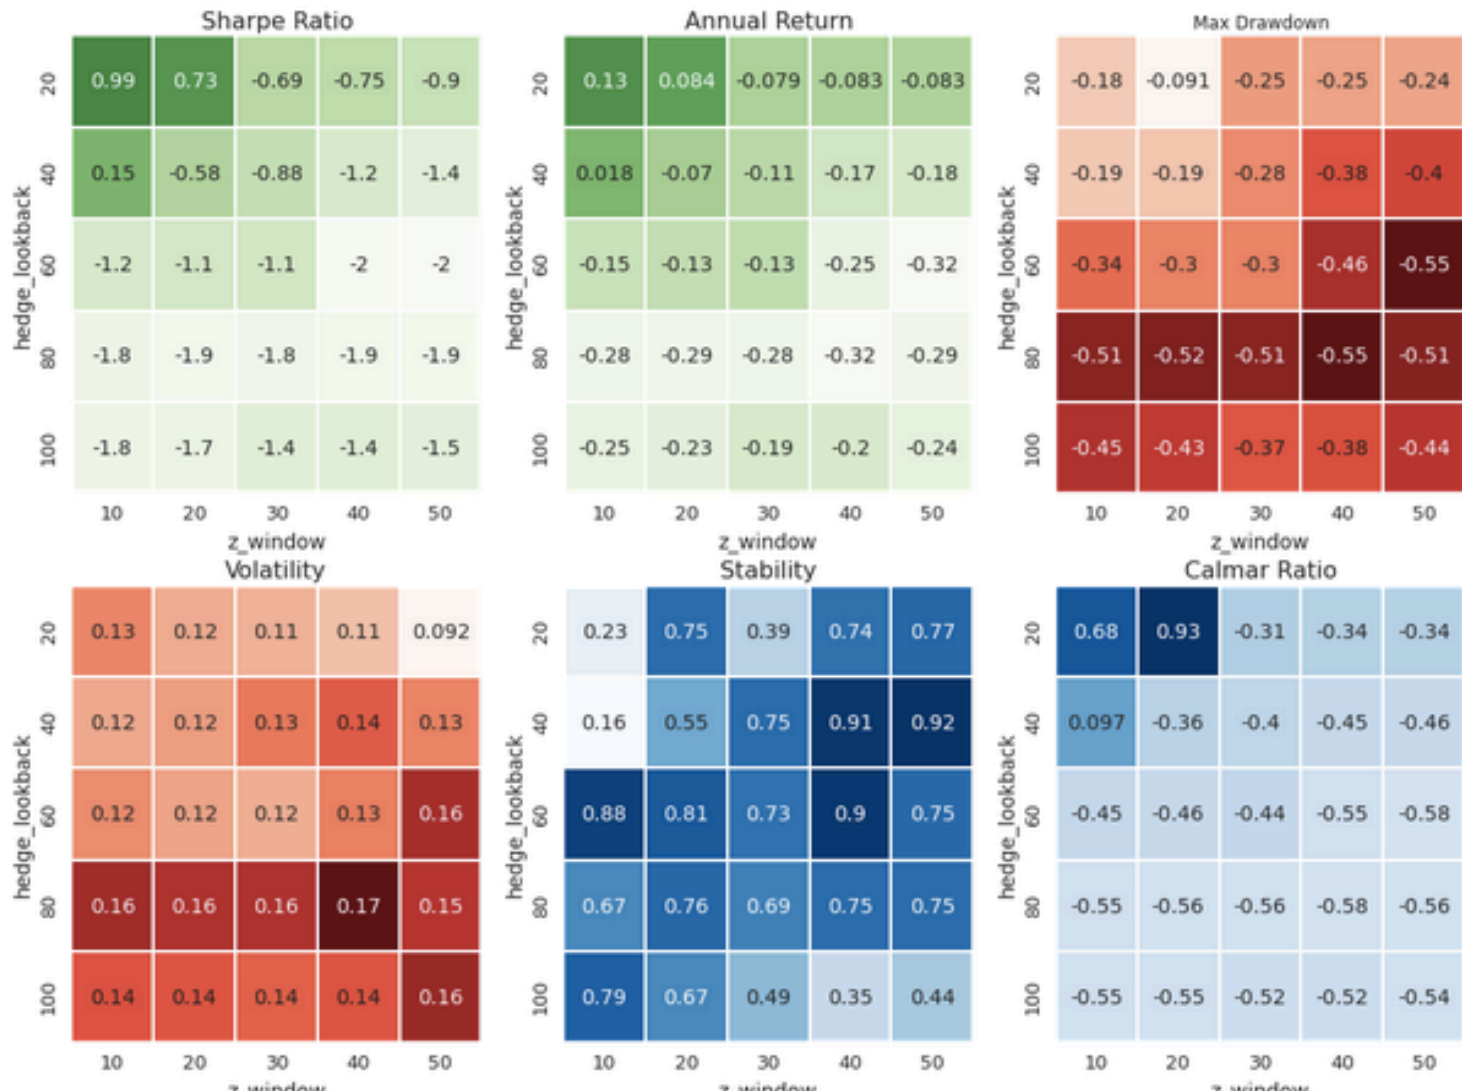 Sharpe Ratio Annual Return Max Drawdown
20 0.99 0.73 -0.69 -0.75 -0.9 20 0.13 0.084 -0.079 -0.083 -0.083 20 -0.18 -0.091 -0.25 -0.25 -0.24
40 0.15 -0.58 -0.88 -1.2 -1.4 40 0.018 -0.07 -0.11 -0.17 -0.18 40 -0.19 -0.19 -0.28 -0.38 -0.4
hedge_lookback hedge_lookback hedge_lookback
60 -1.2 -1.1 -1.1 -2 -2 60 -0.15 -0.13 -0.13 -0.25 -0.32 60 -0.34 -0.3 -0.3 -0.46 -0.55
80 -1.8 -1.9 -1.8 -1.9 -1.9 80 -0.28 -0.29 -0.28 -0.32 -0.29 80 -0.51 -0.52 -0.51 -0.55 -0.51
100 -1.8 -1.7 -1.4 -1.4 -1.5 100 -0.25 -0.23 -0.19 -0.2 -0.24 100 -0.45 -0.43 -0.37 -0.38 -0.44
10 20 30 40 50 10 20 30 40 50 10 20 30 40 50
z_window z_window z_window
Volatility Stability Calmar Ratio
20 0.13 0.12 0.11 0.11 0.092 20 0.23 0.75 0.39 0.74 0.77 20 0.68 0.93 -0.31 -0.34 -0.34
40 0.12 0.12 0.13 0.14 0.13 40 0.16 0.55 0.75 0.91 0.92 40 0.097 -0.36 -0.4 -0.45 -0.46
hedge_lookback hedge_lookback hedge_lookback
60 0.12 0.12 0.12 0.13 0.16 60 0.88 0.81 0.73 0.9 0.75 60 -0.45 -0.46 -0.44 -0.55 -0.58
80 0.16 0.16 0.16 0.17 0.15 80 0.67 0.76 0.69 0.75 0.75 80 -0.55 -0.56 -0.56 -0.58 -0.56
100 0.14 0.14 0.14 0.14 0.16 100 0.79 0.67 0.49 0.35 0.44 100 -0.55 -0.55 -0.52 -0.52 -0.54
10 20 30 40 50 10 20 30 40 50 10 20 30 40 50
z_window z_window z_window